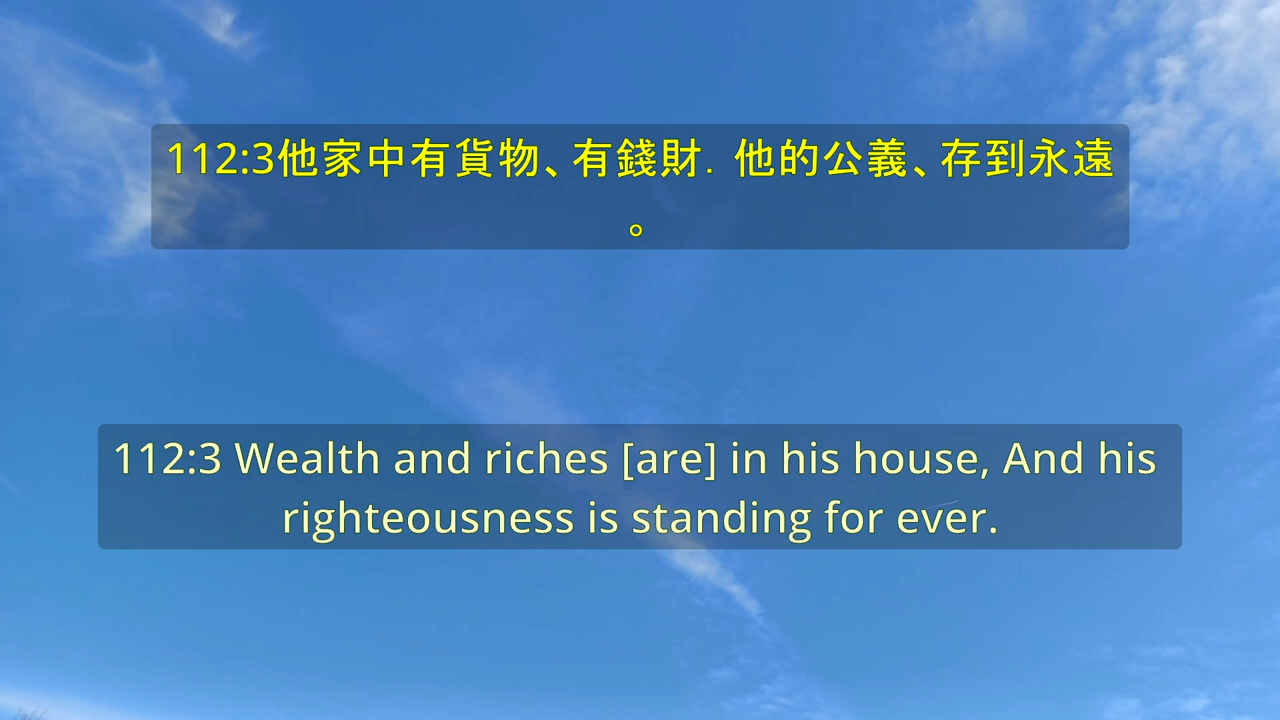 112:3他家中有貨物、有錢財．他的公義、存到永遠
。
112:3 Wealth and riches [are] in his house, And his
righteousness is standing for ever.